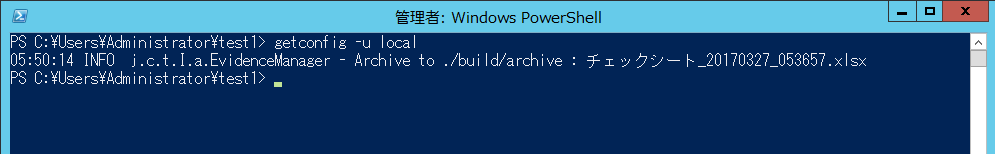 管理者: Windows PowerShell
PS C:¥Users¥Administrator¥test1> getconfig -u local
05:50:14 INFO  j.c.t.I.a.EvidenceManager - Archive to ./build/archive : チェックシート_20170327_053657.xlsx
PS C:¥Users¥Administrator¥test1>